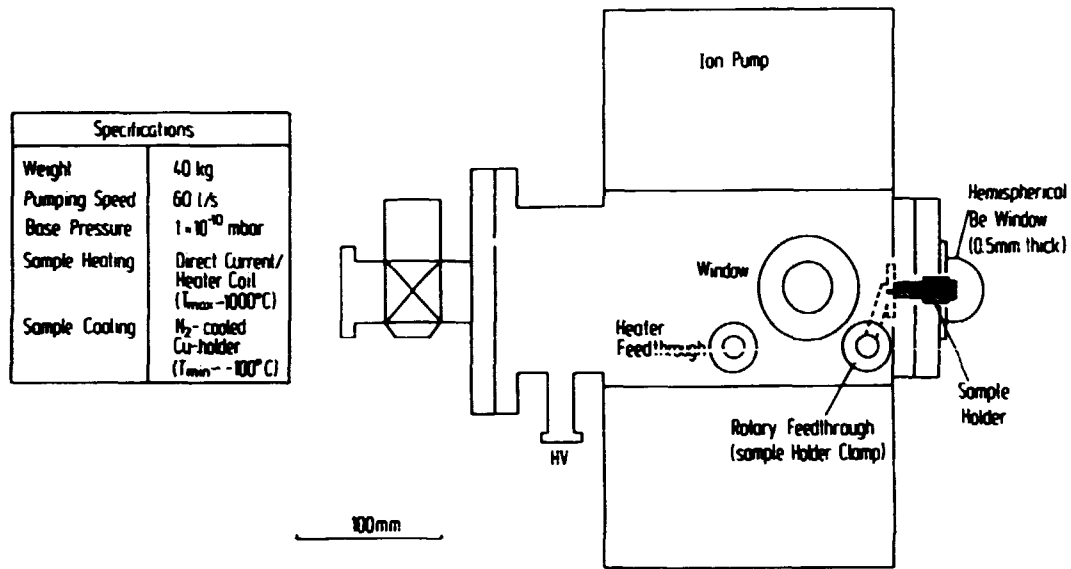 Specifications
Weight 40 kg
Pumping Speed 60 l/s
Base Pressure 1×10⁻¹⁰ mbar
Sample Heating Direct Current/
Heater Coil
(Tmax~1000°C)
Sample Cooling N₂-cooled
Cu-holder
(Tmin~ -100°C)
Ion Pump
Hemispherical
Be Window
(0.5mm thick)
Window
Heater
Feedthrough
Sample
Holder
Rotary Feedthrough
(sample Holder Clamp)
HV
100mm